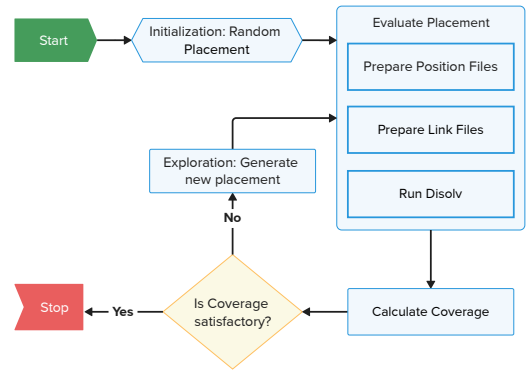 Start
Initialization: Random
Placement
Evaluate Placement
Prepare Position Files
Prepare Link Files
Run Disolv
Exploration: Generate
new placement
No
Is Coverage
satisfactory?
Yes
Stop
Calculate Coverage